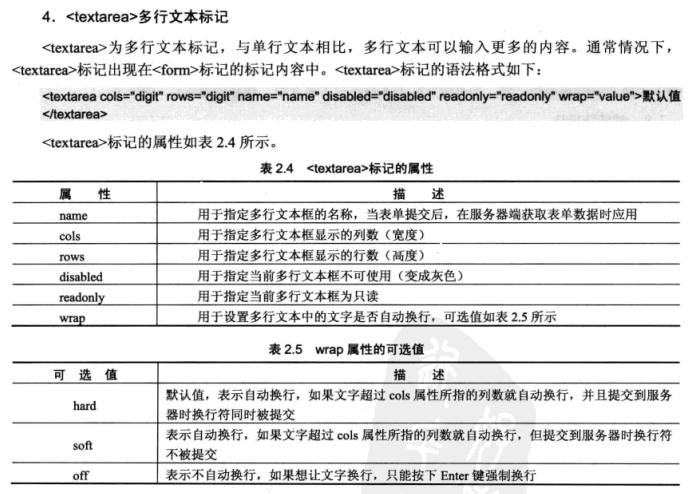 4．<textarea>多行文本标记
<textarea>为多行文本标记，与单行文本相比，多行文本可以输入更多的内容。通常情况下，
<textarea>标记出现在<form>标记的标记内容中。<textarea>标记的语法格式如下：
<textarea cols="digit" rows="digit" name="name" disabled="disabled" readonly="readonly" wrap="value">默认值
</textarea>
<textarea>标记的属性如表 2.4 所示。
表 2.4 <textarea>标记的属性
属 性 描 述
name 用于指定多行文本框的名称，当表单提交后，在服务器端获取表单数据时应用
cols 用于指定多行文本框显示的列数（宽度）
rows 用于指定多行文本框显示的行数（高度）
disabled 用于指定当前多行文本框不可使用（变成灰色）
readonly 用于指定当前多行文本框为只读
wrap 用于设置多行文本中的文字是否自动换行，可选值如表 2.5 所示
表 2.5 wrap 属性的可选值
可 选 值 描 述
hard 默认值，表示自动换行，如果文字超过 cols 属性所指的列数就自动换行，并且提交到服务
器时换行符同时被提交
soft 表示自动换行，如果文字超过 cols 属性所指的列数就自动换行，但提交到服务器时换行符
不被提交
off 表示不自动换行，如果想让文字换行，只能按下 Enter 键强制换行